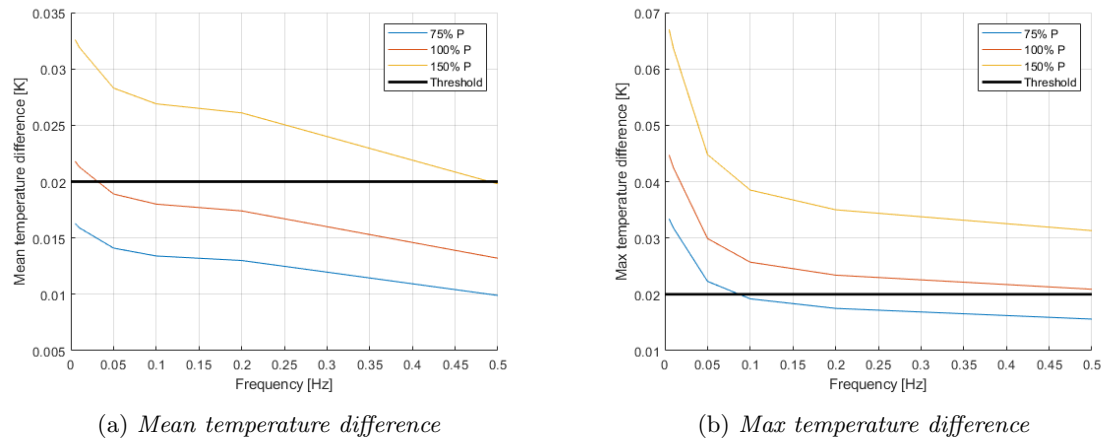 0.035
0.03
0.025
0.02
0.015
0.01
0.005
Mean temperature difference [K]
75% P
100% P
150% P
Threshold
0 0.05 0.1 0.15 0.2 0.25 0.3 0.35 0.4 0.45 0.5
Frequency [Hz]
(a) Mean temperature difference
0.07
0.06
0.05
0.04
0.03
0.02
0.01
Max temperature difference [K]
75% P
100% P
150% P
Threshold
0 0.05 0.1 0.15 0.2 0.25 0.3 0.35 0.4 0.45 0.5
Frequency [Hz]
(b) Max temperature difference